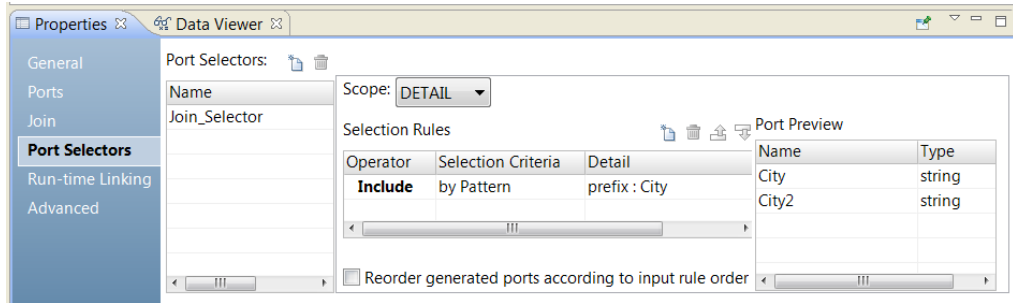 Properties Data Viewer
General
Ports
Join
Port Selectors
Run-time Linking
Advanced
Port Selectors:
Name
Join_Selector
Scope: DETAIL
Selection Rules
Operator Selection Criteria Detail
Include by Pattern prefix : City
Reorder generated ports according to input rule order
Port Preview
Name Type
City string
City2 string